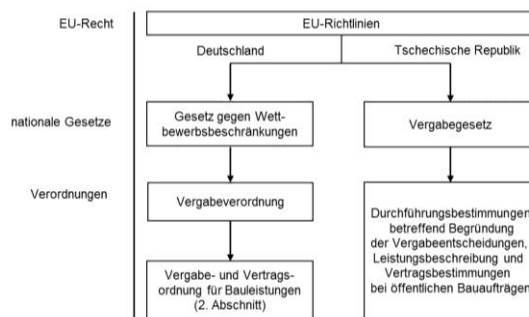 EU-Recht
EU-Richtlinien
Deutschland
Tschechische Republik
nationale Gesetze
Gesetz gegen Wett-
bewerbsbeschränkungen
Vergabegesetz
Verordnungen
Vergabeverordnung
Durchführungsbestimmungen
betreffend Begründung
der Vergabeentscheidungen,
Leistungsbeschreibung und
Vertragsbestimmungen
bei öffentlichen Bauaufträgen
Vergabe- und Vertrags-
ordnung für Bauleistungen
(2. Abschnitt)